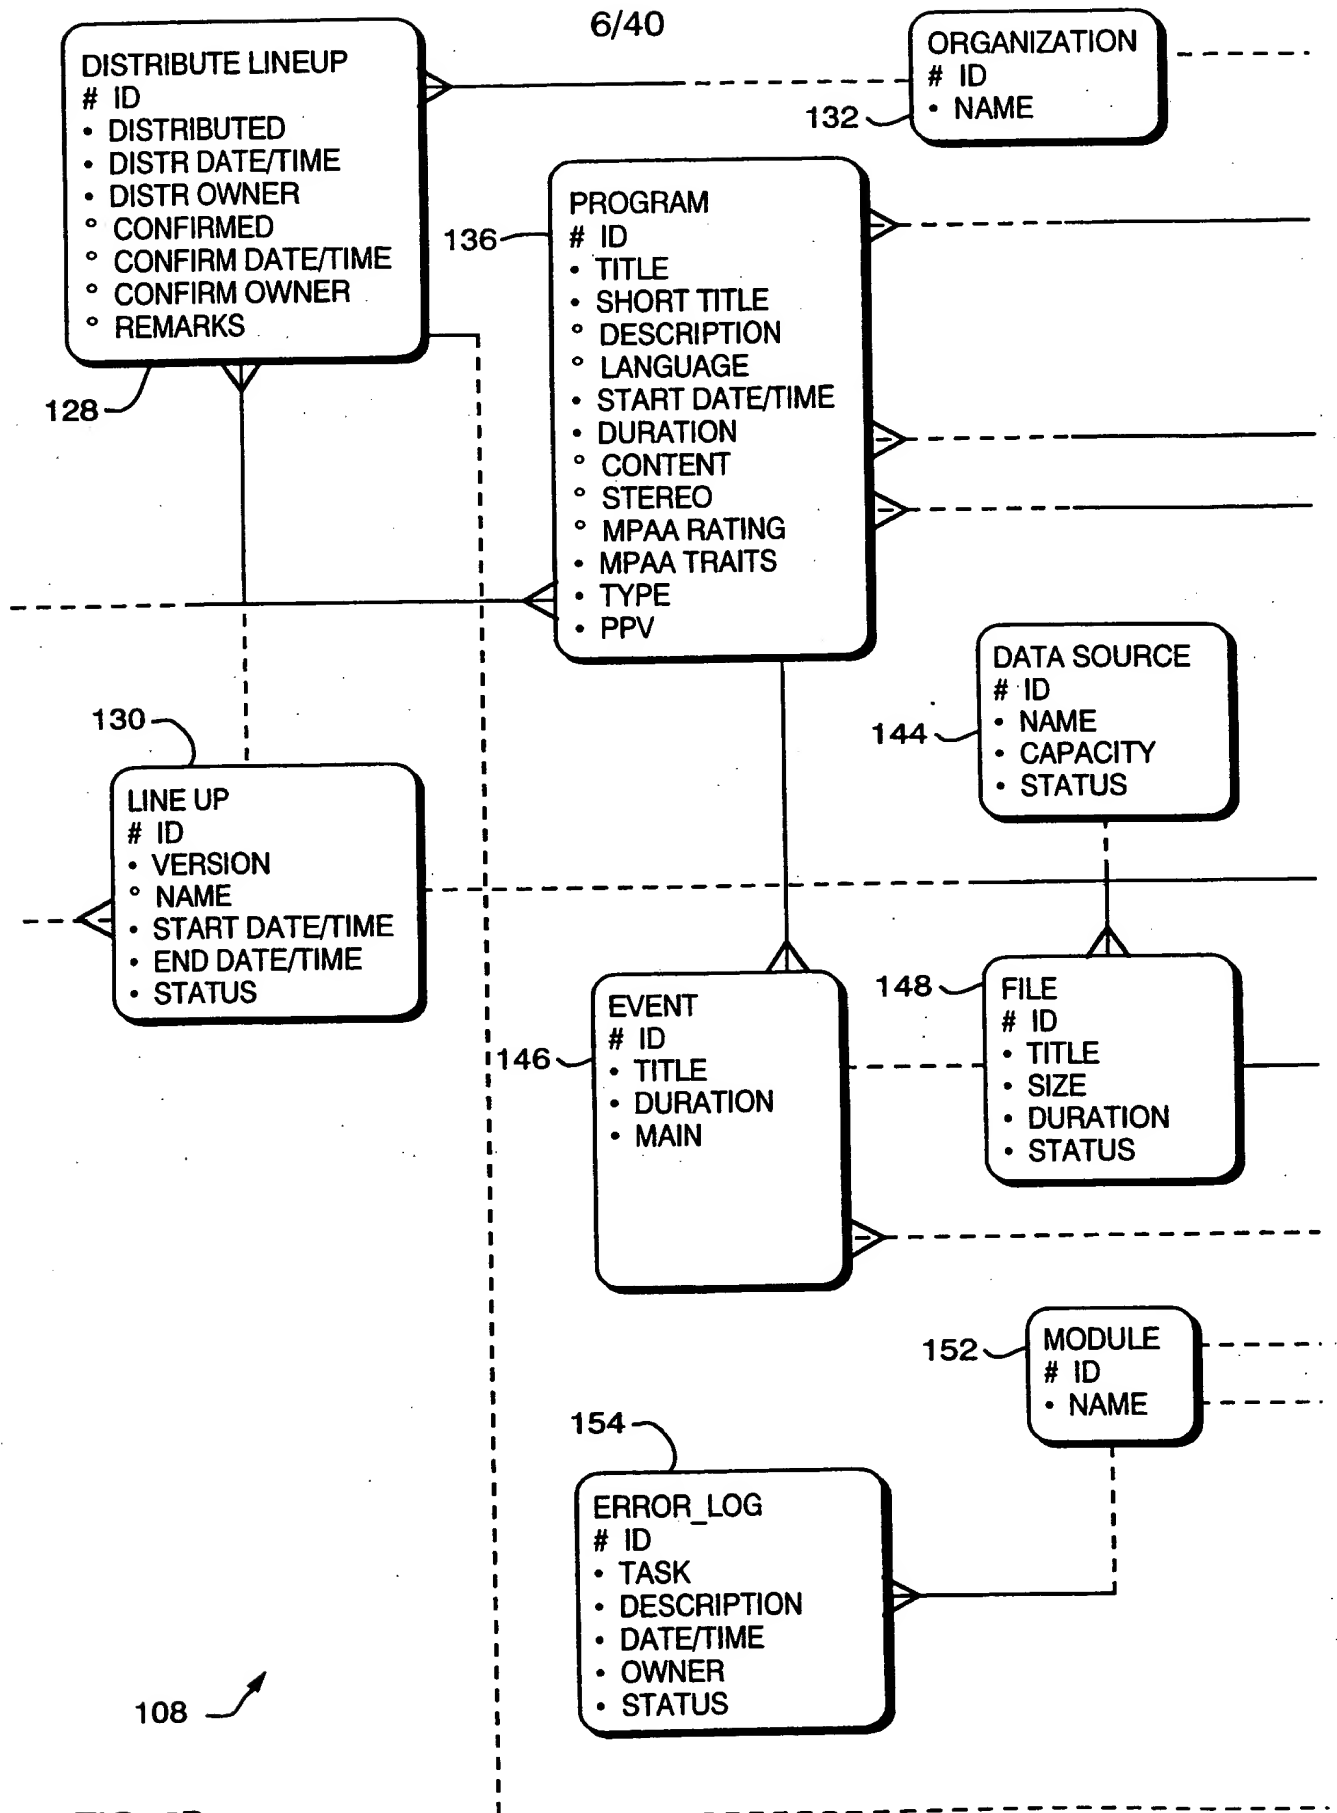 6/40
DISTRIBUTE LINEUP
# ID
• DISTRIBUTED
• DISTR DATE/TIME
• DISTR OWNER
° CONFIRMED
° CONFIRM DATE/TIME
° CONFIRM OWNER
° REMARKS
128
ORGANIZATION
# ID
• NAME
132
PROGRAM
# ID
• TITLE
• SHORT TITLE
° DESCRIPTION
° LANGUAGE
• START DATE/TIME
• DURATION
° CONTENT
° STEREO
° MPAA RATING
• MPAA TRAITS
• TYPE
• PPV
136
DATA SOURCE
# ID
• NAME
• CAPACITY
• STATUS
144
130
LINE UP
# ID
• VERSION
° NAME
• START DATE/TIME
• END DATE/TIME
• STATUS
EVENT
# ID
• TITLE
• DURATION
• MAIN
146
148
FILE
# ID
• TITLE
• SIZE
• DURATION
• STATUS
152
MODULE
# ID
• NAME
154
ERROR_LOG
# ID
• TASK
• DESCRIPTION
• DATE/TIME
• OWNER
• STATUS
108